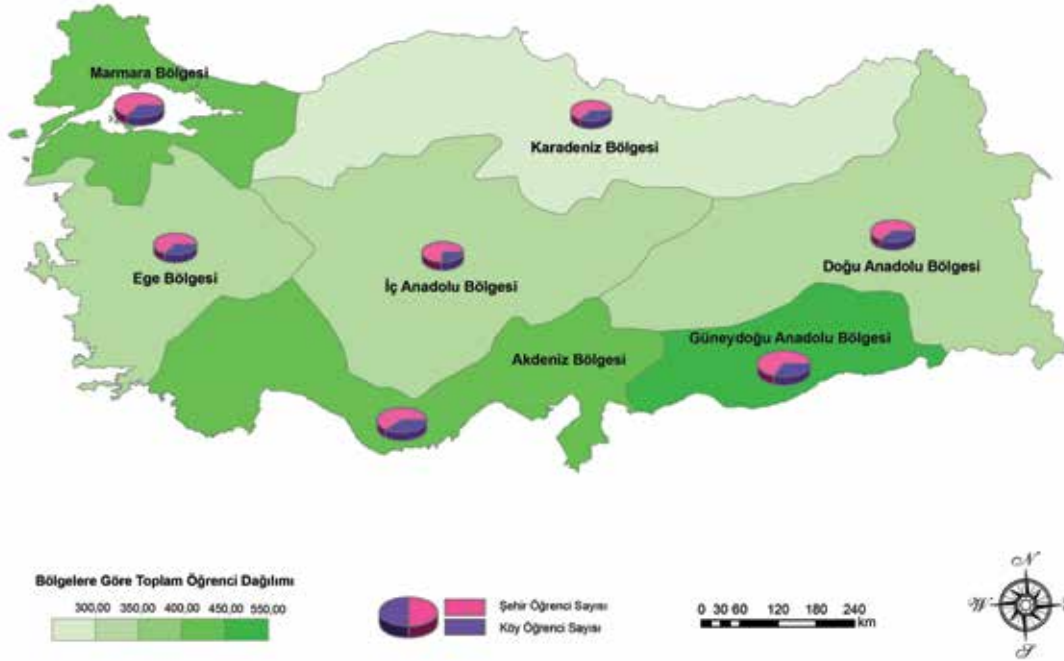 Marmara Bölgesi
Karadeniz Bölgesi
Ege Bölgesi
İç Anadolu Bölgesi
Doğu Anadolu Bölgesi
Akdeniz Bölgesi
Güneydoğu Anadolu Bölgesi
Bölgelere Göre Toplam Öğrenci Dağılımı
300,00 350,00 400,00 450,00 550,00
Şehir Öğrenci Sayısı
Köy Öğrenci Sayısı
0 30 60 120 180 240
km
N
W
S